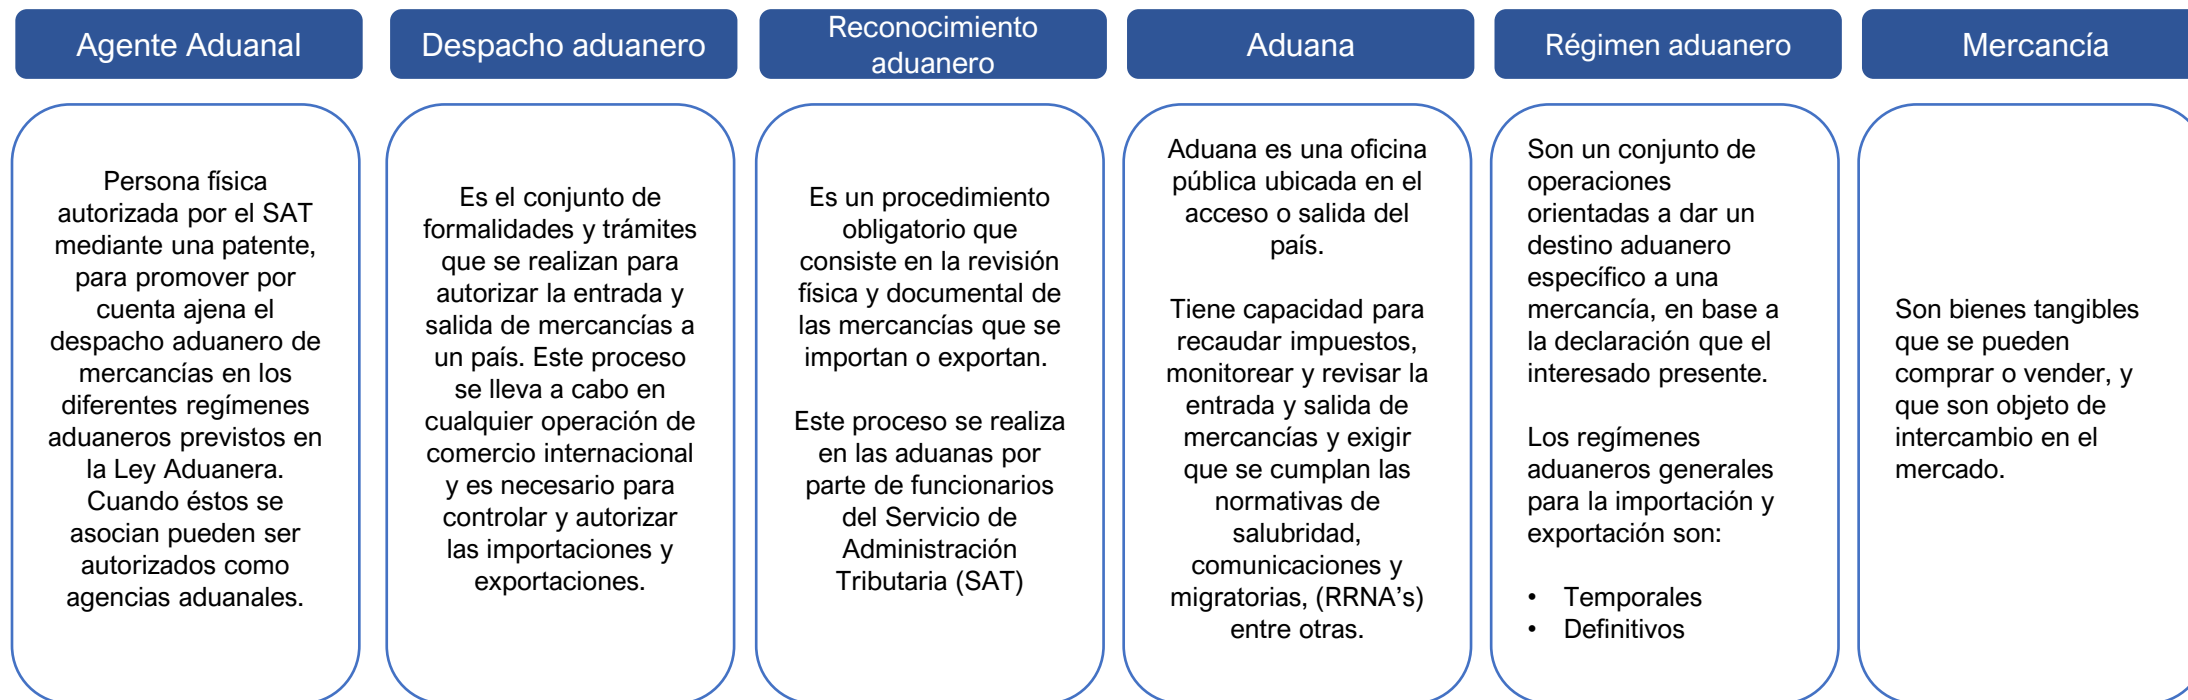 Agente Aduanal
Persona física
autorizada por el SAT
mediante una patente,
para promover por
cuenta ajena el
despacho aduanero de
mercancías en los
diferentes regímenes
aduaneros previstos en
la Ley Aduanera.
Cuando éstos se
asocian pueden ser
autorizados como
agencias aduanales.
Despacho aduanero
Es el conjunto de
formalidades y trámites
que se realizan para
autorizar la entrada y
salida de mercancías a
un país. Este proceso
se lleva a cabo en
cualquier operación de
comercio internacional
y es necesario para
controlar y autorizar
las importaciones y
exportaciones.
Reconocimiento
aduanero
Es un procedimiento
obligatorio que
consiste en la revisión
física y documental de
las mercancías que se
importan o exportan.
Este proceso se realiza
en las aduanas por
parte de funcionarios
del Servicio de
Administración
Tributaria (SAT)
Aduana
Aduana es una oficina
pública ubicada en el
acceso o salida del
país.
Tiene capacidad para
recaudar impuestos,
monitorear y revisar la
entrada y salida de
mercancías y exigir
que se cumplan las
normativas de
salubridad,
comunicaciones y
migratorias, (RRNA’s)
entre otras.
Régimen aduanero
Son un conjunto de
operaciones
orientadas a dar un
destino aduanero
específico a una
mercancía, en base a
la declaración que el
interesado presente.
Los regímenes
aduaneros generales
para la importación y
exportación son:
• Temporales
• Definitivos
Mercancía
Son bienes tangibles
que se pueden
comprar o vender, y
que son objeto de
intercambio en el
mercado.